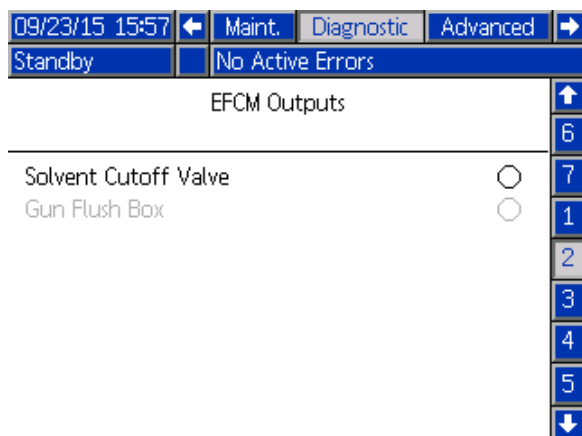 09/23/15 15:57 Maint. Diagnostic Advanced
Standby No Active Errors
EFCM Outputs
6
Solvent Cutoff Valve
7
Gun Flush Box
1
2
3
4
5